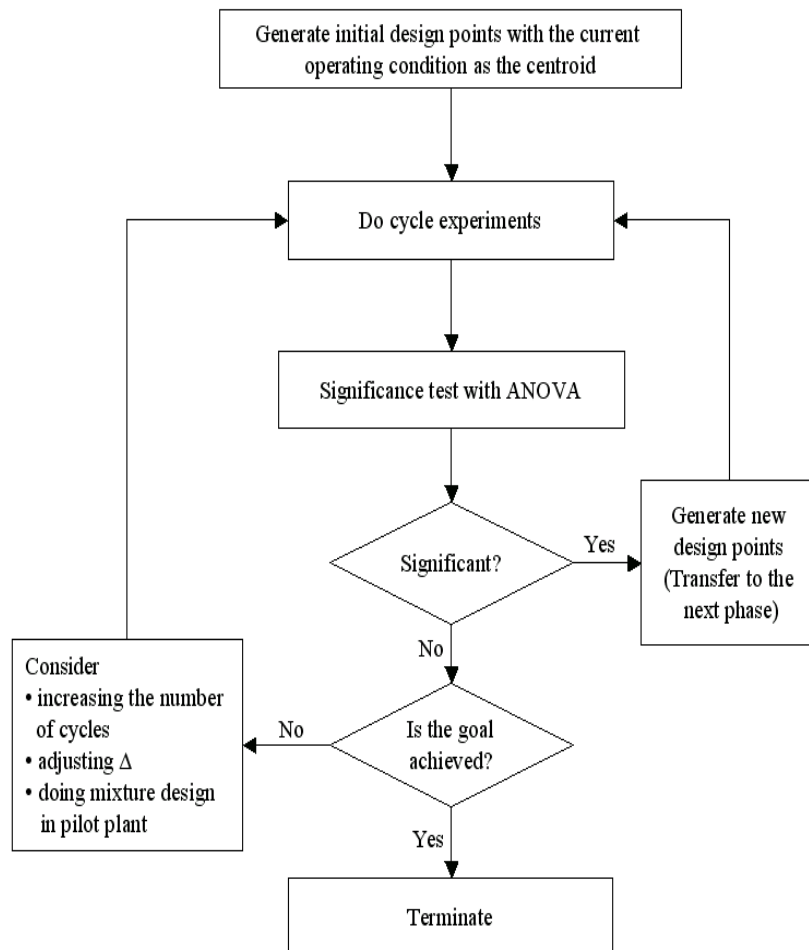 Generate initial design points with the current
operating condition as the centroid
Do cycle experiments
Significance test with ANOVA
Significant?
Yes
Generate new
design points
(Transfer to the
next phase)
No
Is the goal
achieved?
No
Consider
• increasing the number
of cycles
• adjusting Δ
• doing mixture design
in pilot plant
Yes
Terminate